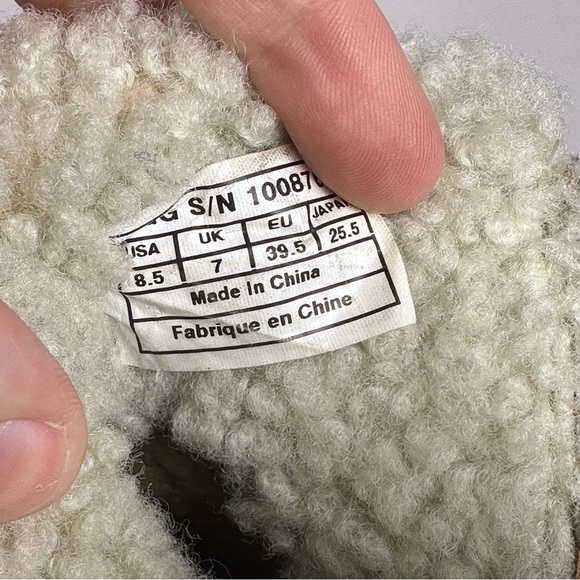 S/N 10087
USA UK EU JAPAN
8.5 7 39.5 25.5
Made In China
Fabrique en Chine